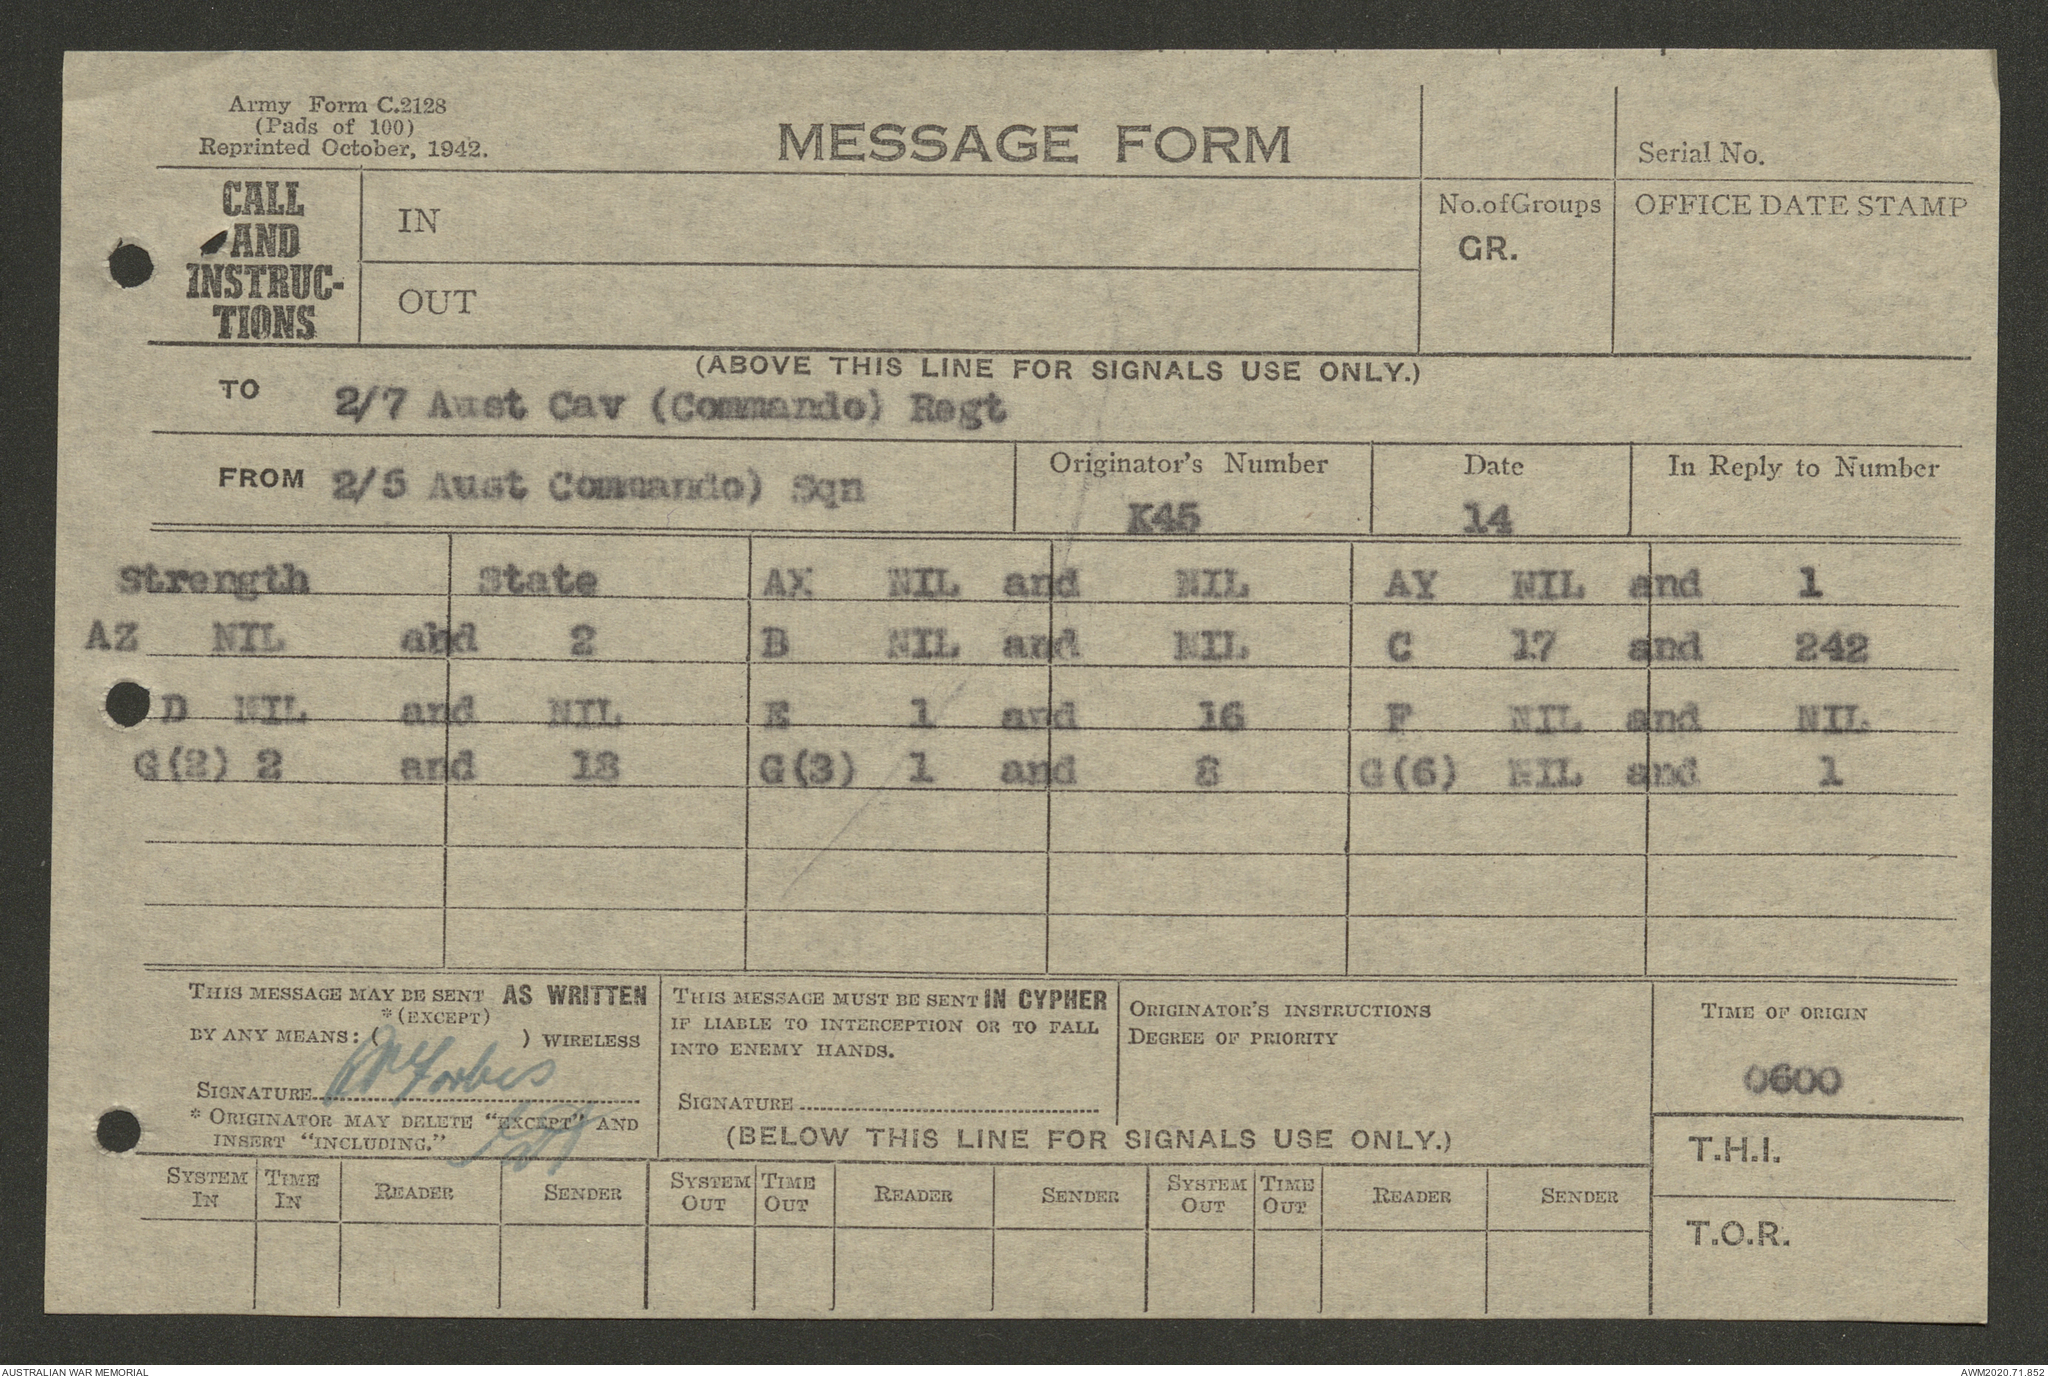 Army Form C.2128
(Pads of 100)
Reprinted October, 1942.
MESSAGE FORM
Serial No.
CALL
AND
INSTRUC-
TIONS
IN
OUT
No.ofGroups
GR.
OFFICE DATE STAMP
(ABOVE THIS LINE FOR SIGNALS USE ONLY.)
TO 2/7 Aust Cav (Commando) Regt
FROM 2/5 Aust Commando) Sqn
Originator's Number
K45
Date
14
In Reply to Number
Strength State AX NIL and NIL AY NIL and 1
AZ NIL and 2 B NIL and NIL C 17 and 242
D NIL and NIL E 1 and 16 F NIL and NIL
G(2) 2 and 18 G(3) 1 and 8 G(6) NIL and 1
THIS MESSAGE MAY BE SENT AS WRITTEN
*(EXCEPT)
BY ANY MEANS: ( ) WIRELESS
SIGNATURE
Forbes
* ORIGINATOR MAY DELETE "EXCEPT" AND
INSERT "INCLUDING."
THIS MESSAGE MUST BE SENT IN CYPHER
IF LIABLE TO INTERCEPTION OR TO FALL
INTO ENEMY HANDS.
SIGNATURE
ORIGINATOR'S INSTRUCTIONS
DEGREE OF PRIORITY
TIME OF ORIGIN
0600
(BELOW THIS LINE FOR SIGNALS USE ONLY.)
T.H.I.
T.O.R.
SYSTEM IN TIME IN READER SENDER SYSTEM OUT TIME OUT READER SENDER SYSTEM OUT TIME OUT READER SENDER
AUSTRALIAN WAR MEMORIAL
AWM2020.71.852